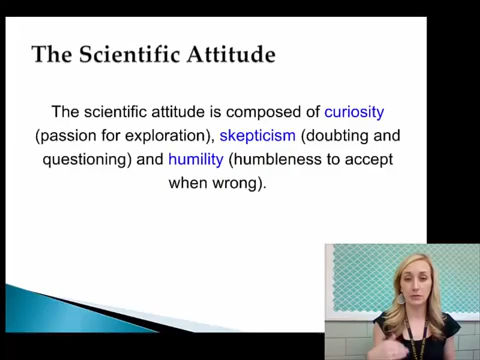 The Scientific Attitude
The scientific attitude is composed of curiosity
(passion for exploration), skepticism (doubting and
questioning) and humility (humbleness to accept
when wrong).